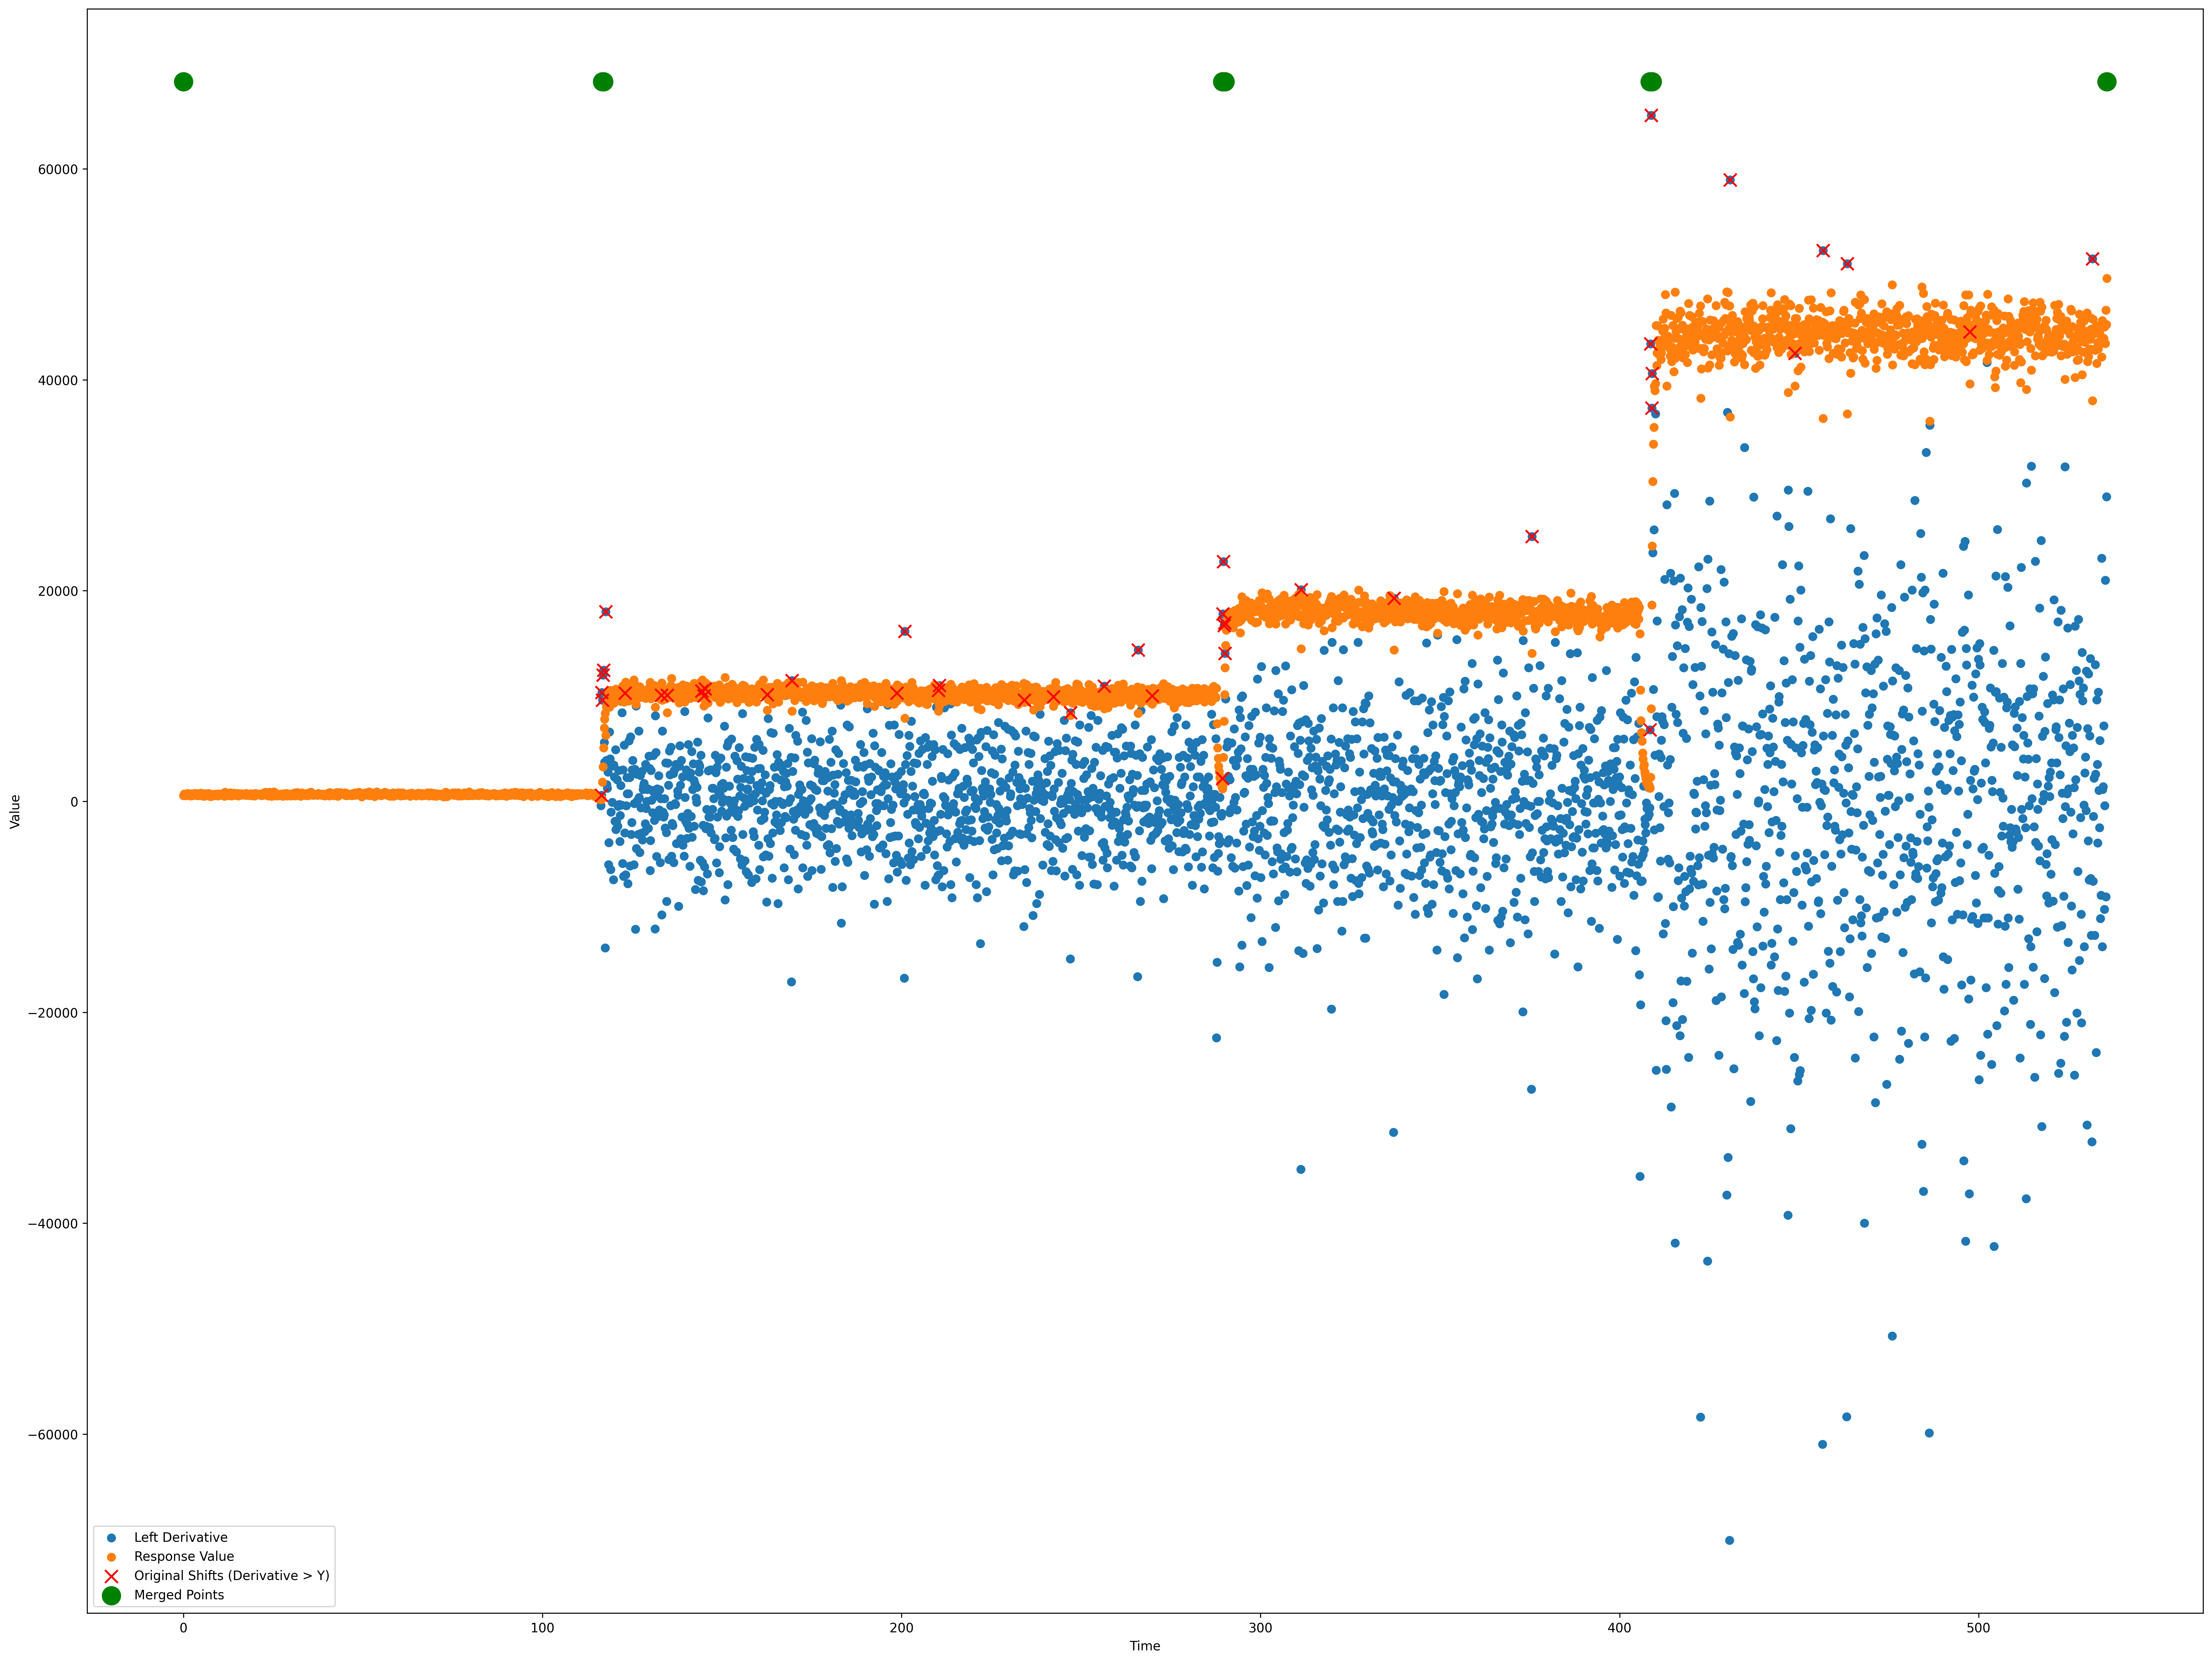 60000
40000
20000
0
−20000
−40000
−60000
Value
0 100 200 300 400 500
Time
Left Derivative
Response Value
Original Shifts (Derivative > Y)
Merged Points